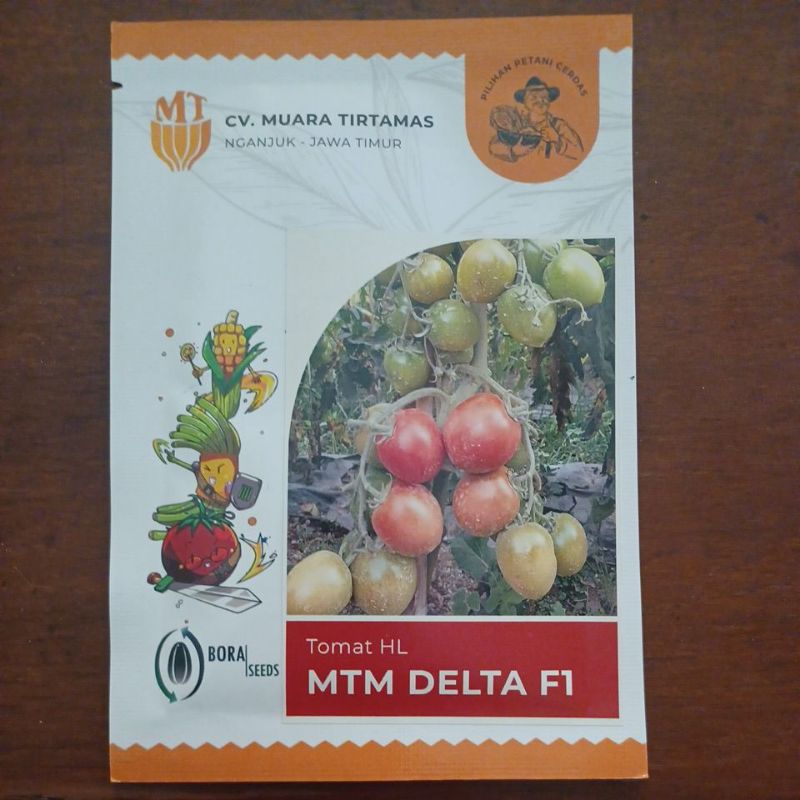 MT
CV. MUARA TIRTAMAS
NGANJUK - JAWA TIMUR
PILIHAN PETANI CERDAS
BORA SEEDS
Tomat HL
MTM DELTA F1